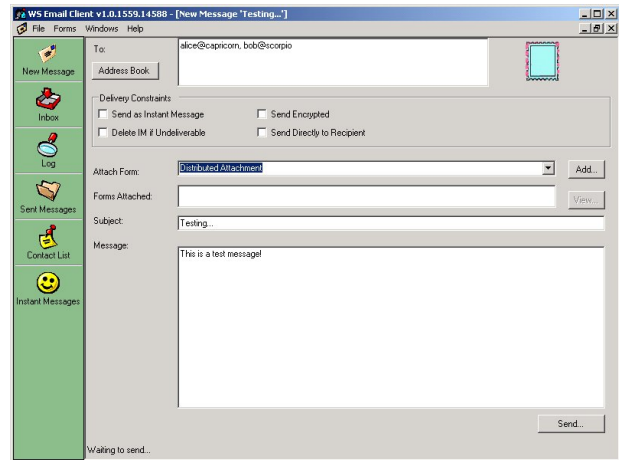 WS Email Client v1.0.1559.14588 - [New Message 'Testing...']
File Forms Windows Help
New Message
Inbox
Log
Sent Messages
Contact List
Instant Messages
To:
alice@capricorn, bob@scorpio
Address Book
Delivery Constraints
Send as Instant Message
Send Encrypted
Delete IM if Undeliverable
Send Directly to Recipient
Attach Form:
Distributed Attachment
Add...
Forms Attached:
View...
Subject:
Testing...
Message:
This is a test message!
Send...
Waiting to send...